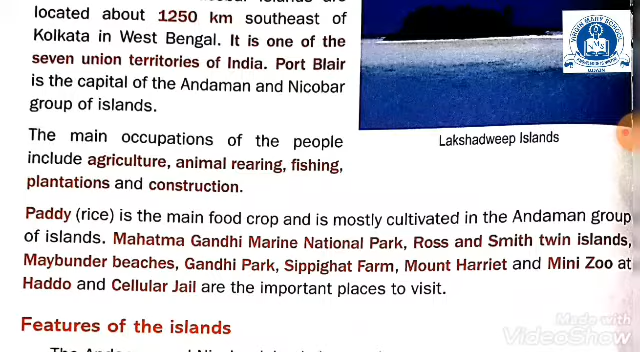 located about 1250 km southeast of
Kolkata in West Bengal. It is one of the
seven union territories of India. Port Blair
is the capital of the Andaman and Nicobar
group of islands.
The main occupations of the people
include agriculture, animal rearing, fishing,
plantations and construction.
Lakshadweep Islands
Paddy (rice) is the main food crop and is mostly cultivated in the Andaman group
of islands. Mahatma Gandhi Marine National Park, Ross and Smith twin islands,
Maybunder beaches, Gandhi Park, Sippighat Farm, Mount Harriet and Mini Zoo at
Haddo and Cellular Jail are the important places to visit.
Features of the islands
VIRGIN MARY SCHOOL
Made with
VideoShow